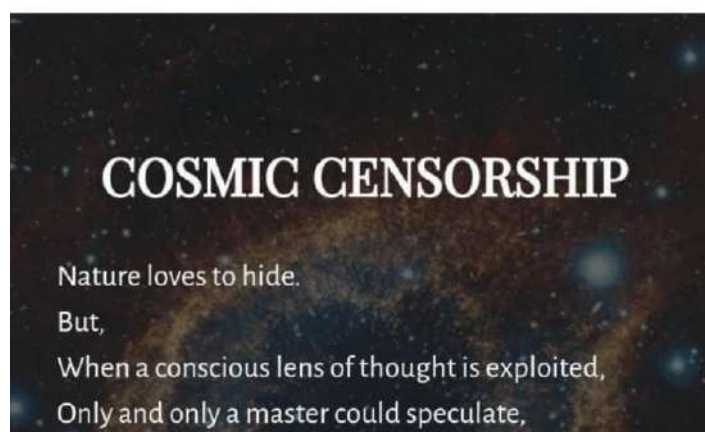 COSMIC CENSORSHIP
Nature loves to hide.
But,
When a conscious lens of thought is exploited,
Only and only a master could speculate,